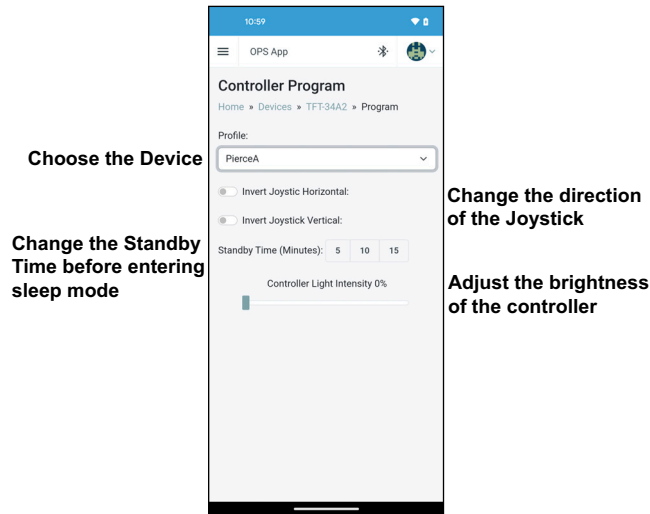 10:59
OPS App
Controller Program
Home » Devices » TFT-34A2 » Program
Profile:
Choose the Device
PierceA
Invert Joystic Horizontal:
Change the direction
of the Joystick
Invert Joystick Vertical:
Change the Standby
Time before entering
sleep mode
Standby Time (Minutes): 5 10 15
Controller Light Intensity 0%
Adjust the brightness
of the controller